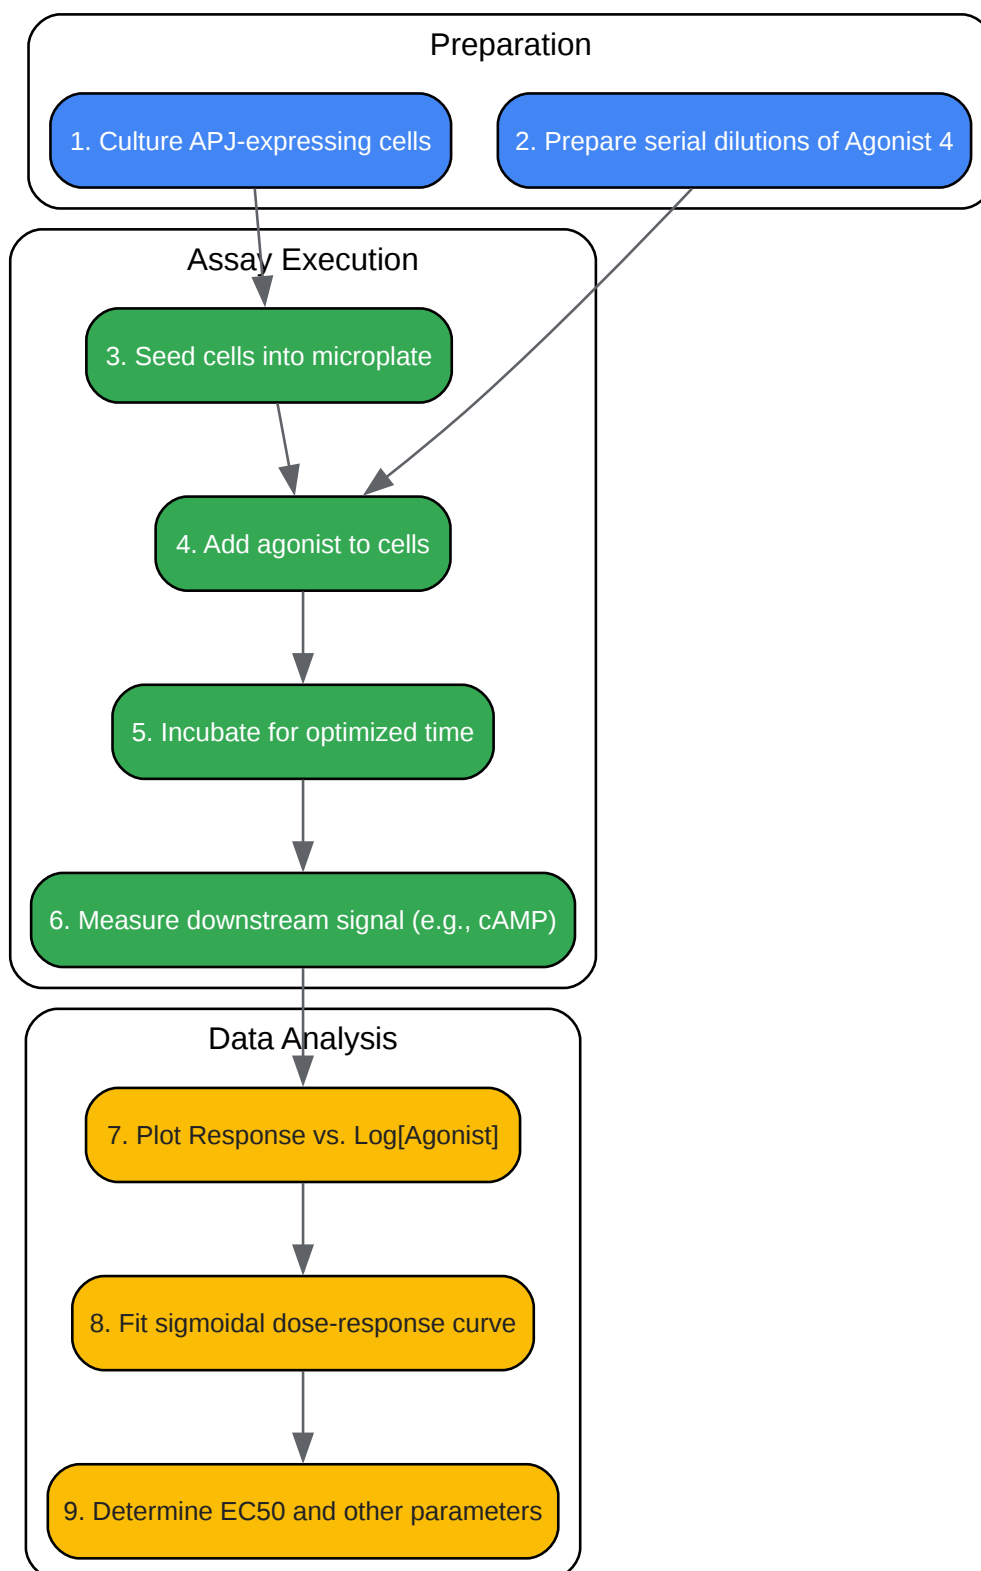 Preparation
1. Culture APJ-expressing cells
2. Prepare serial dilutions of Agonist 4
Assay Execution
3. Seed cells into microplate
4. Add agonist to cells
5. Incubate for optimized time
6. Measure downstream signal (e.g., cAMP)
Data Analysis
7. Plot Response vs. Log[Agonist]
8. Fit sigmoidal dose-response curve
9. Determine EC50 and other parameters